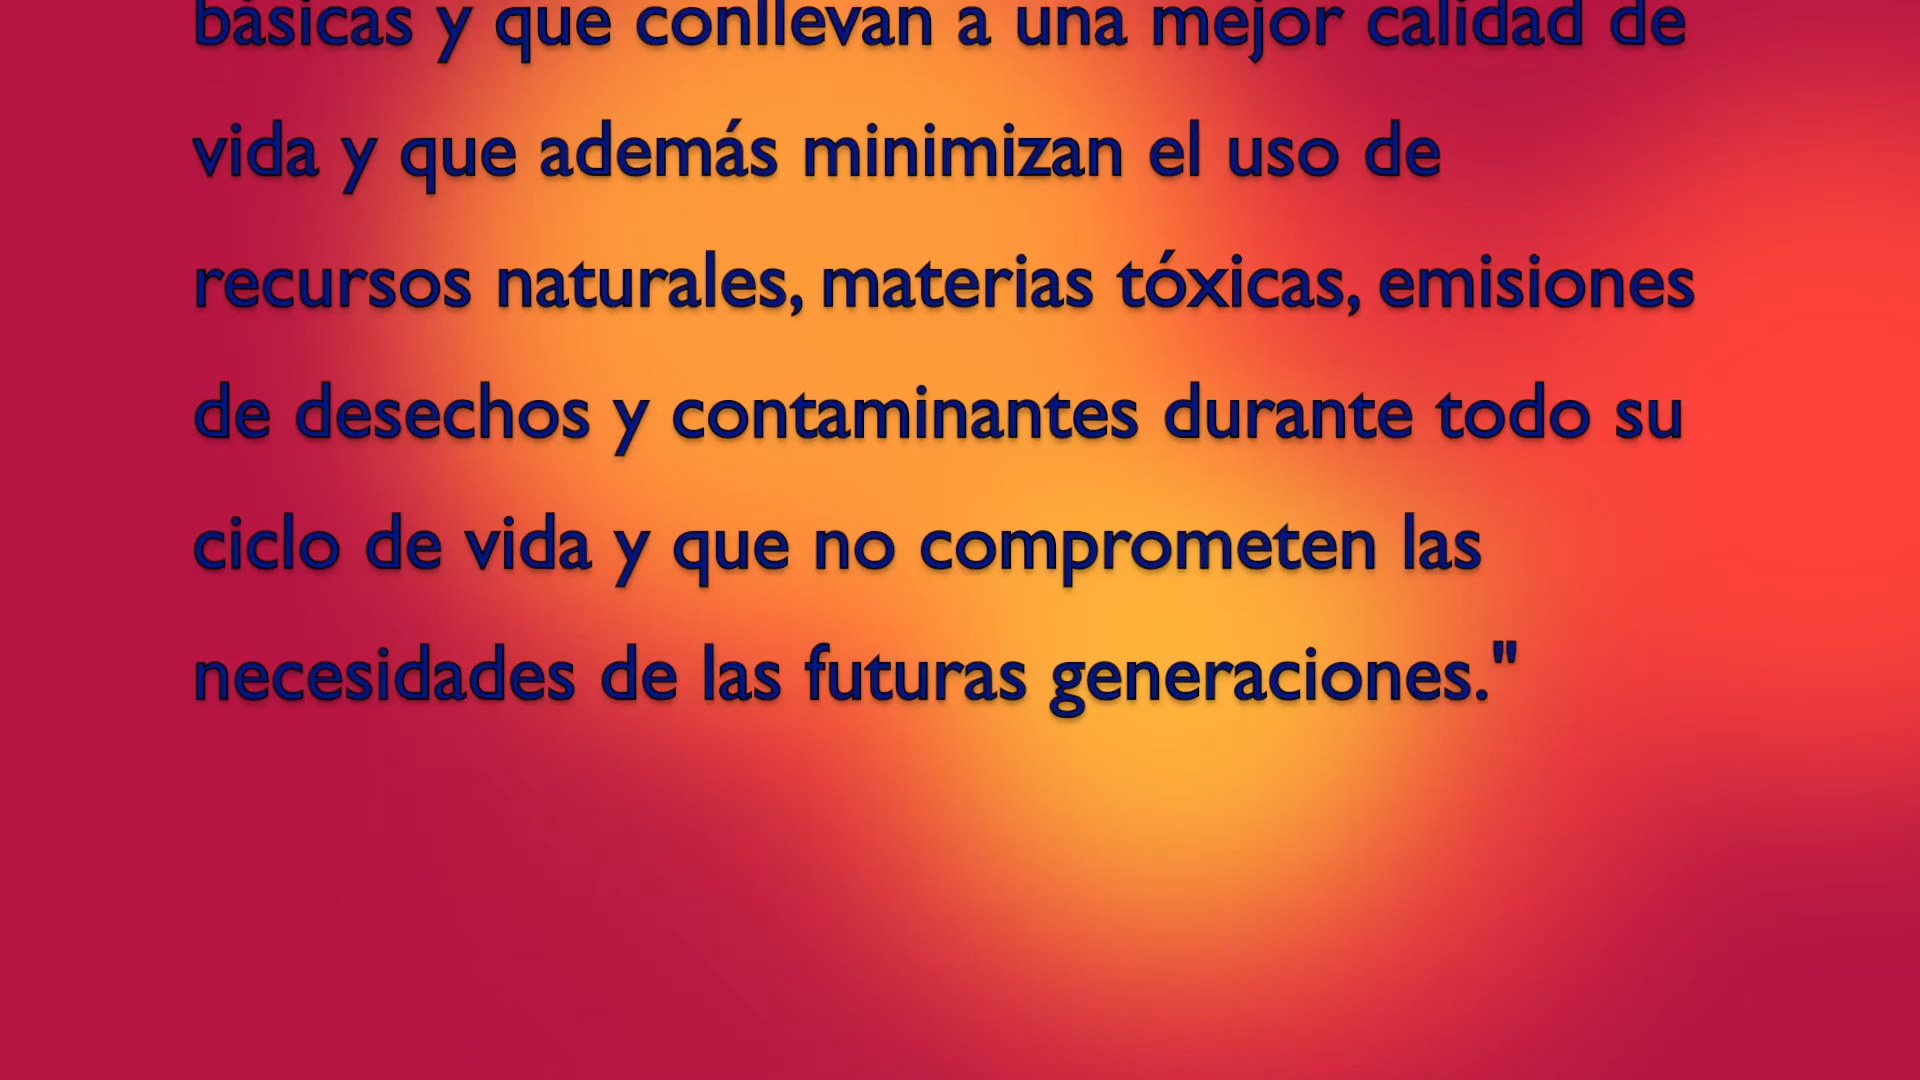 básicas y que conllevan a una mejor calidad de
vida y que además minimizan el uso de
recursos naturales, materias tóxicas, emisiones
de desechos y contaminantes durante todo su
ciclo de vida y que no comprometen las
necesidades de las futuras generaciones."